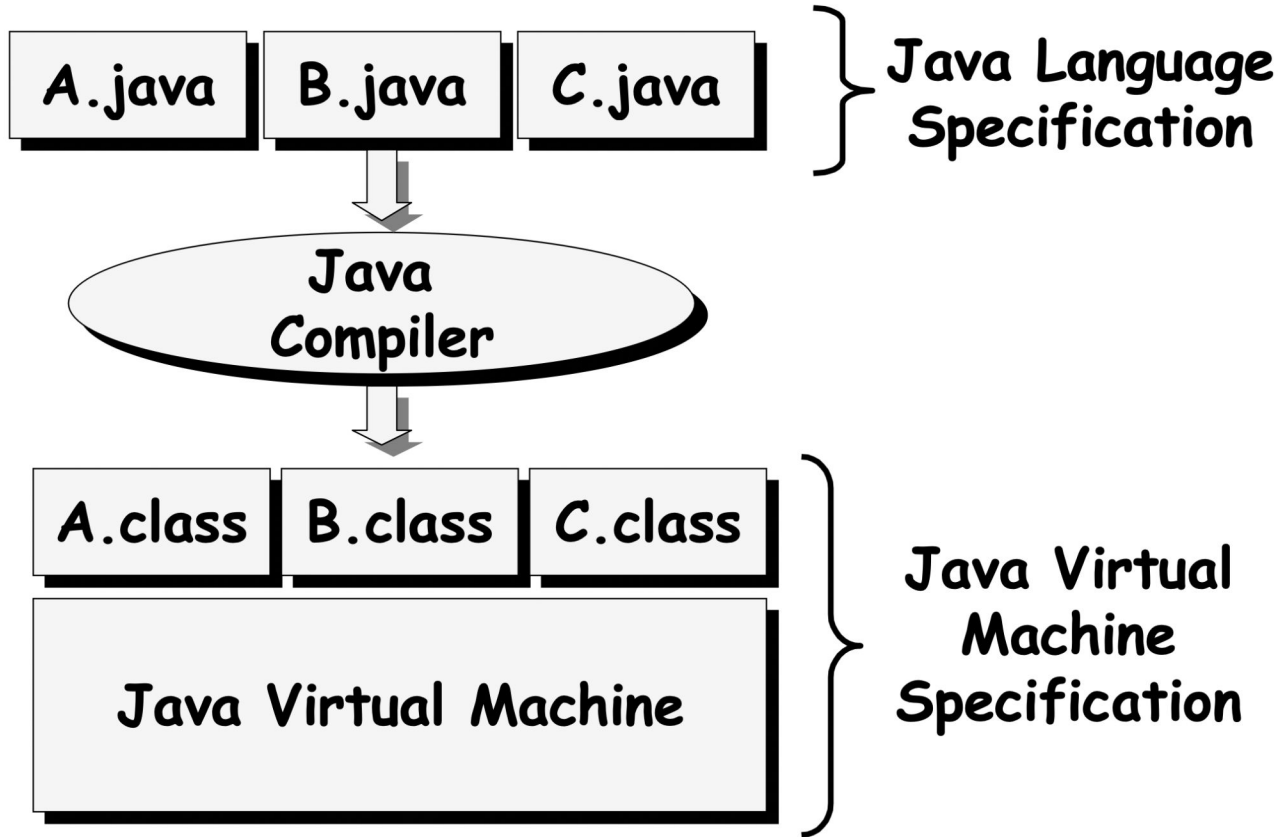 A.java
B.java
C.java
Java Language
Specification
Java
Compiler
A.class
B.class
C.class
Java Virtual Machine
Java Virtual
Machine
Specification